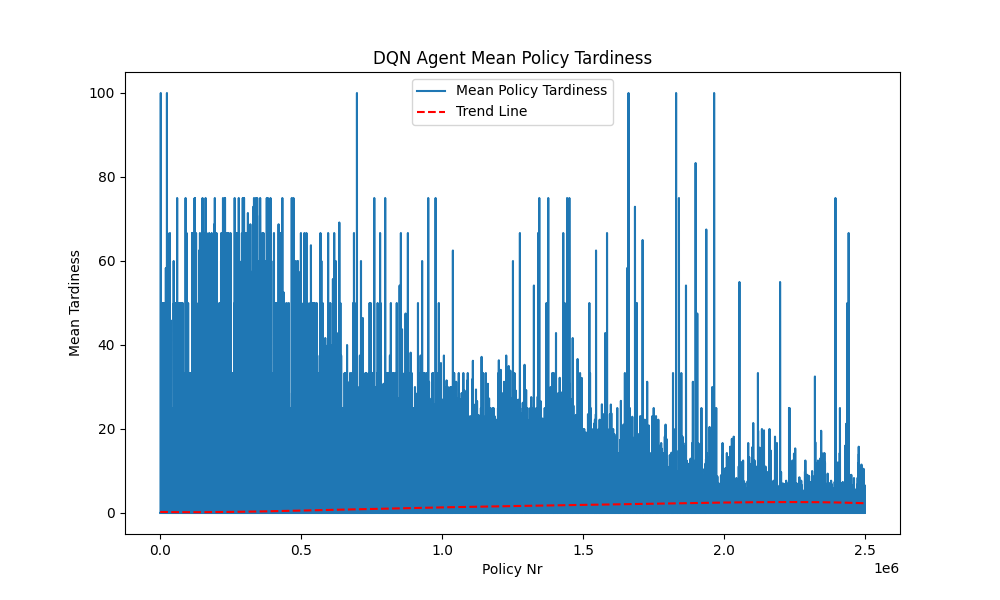 DQN Agent Mean Policy Tardiness
Mean Policy Tardiness
Trend Line
Mean Tardiness
100
80
60
40
20
0
0.0 0.5 1.0 1.5 2.0 2.5
1e6
Policy Nr